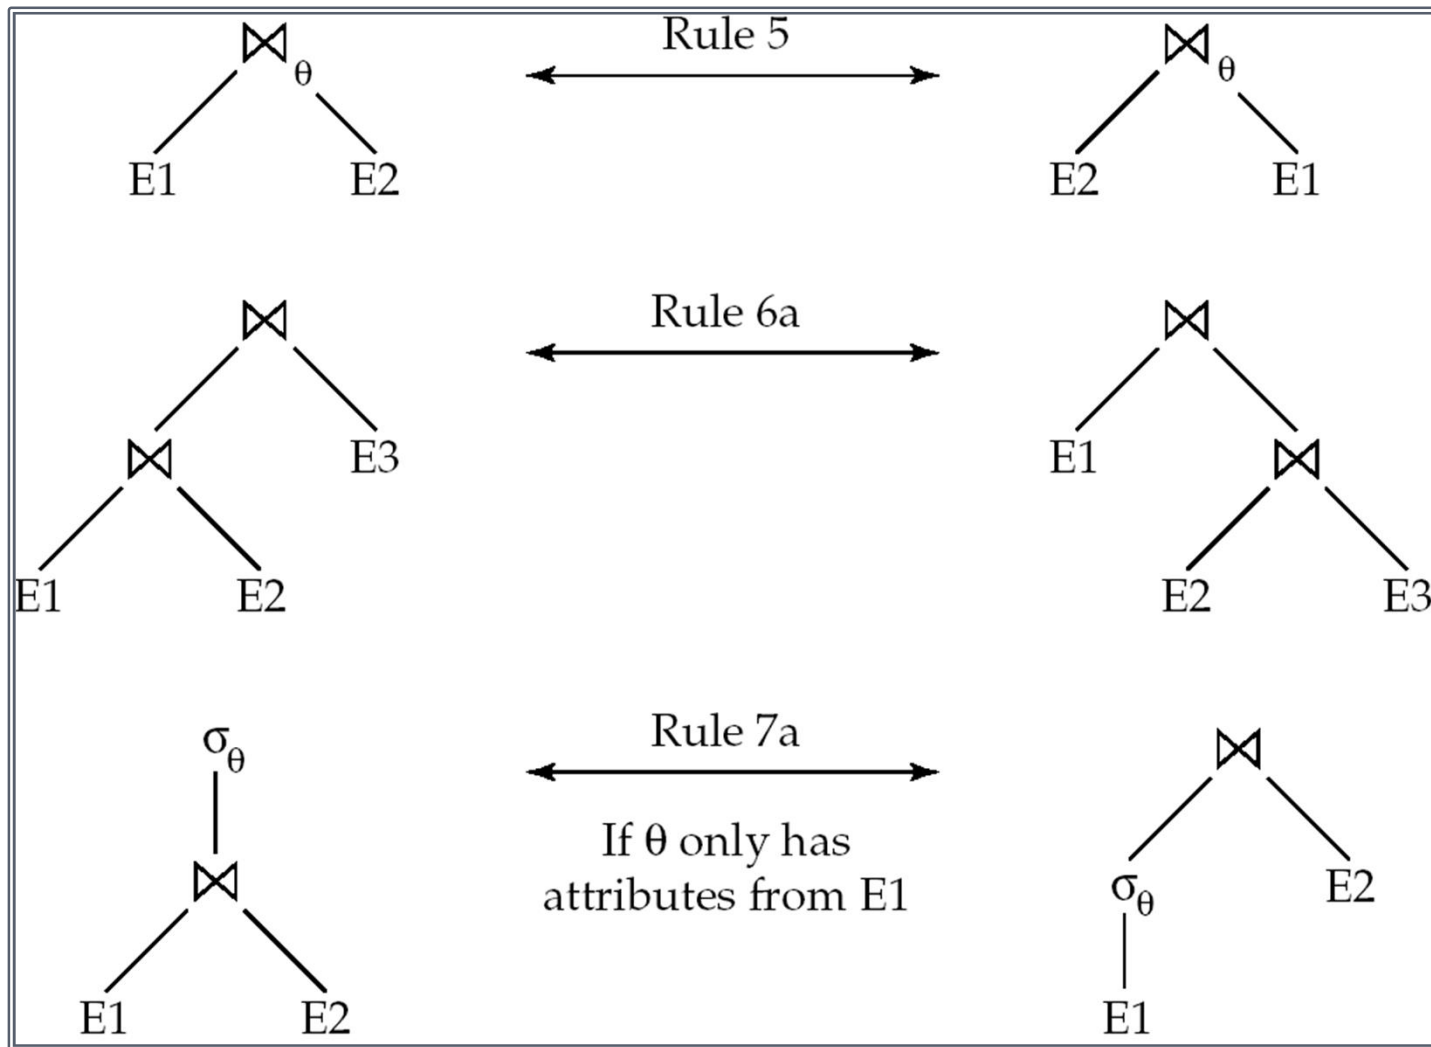 ⋈θ Rule 5 ⋈θ
E1 E2 E2 E1
⋈ Rule 6a ⋈
⋈ E3 E1 ⋈
E1 E2 E2 E3
σθ Rule 7a ⋈
If θ only has
attributes from E1
⋈ σθ E2
E1 E2 E1